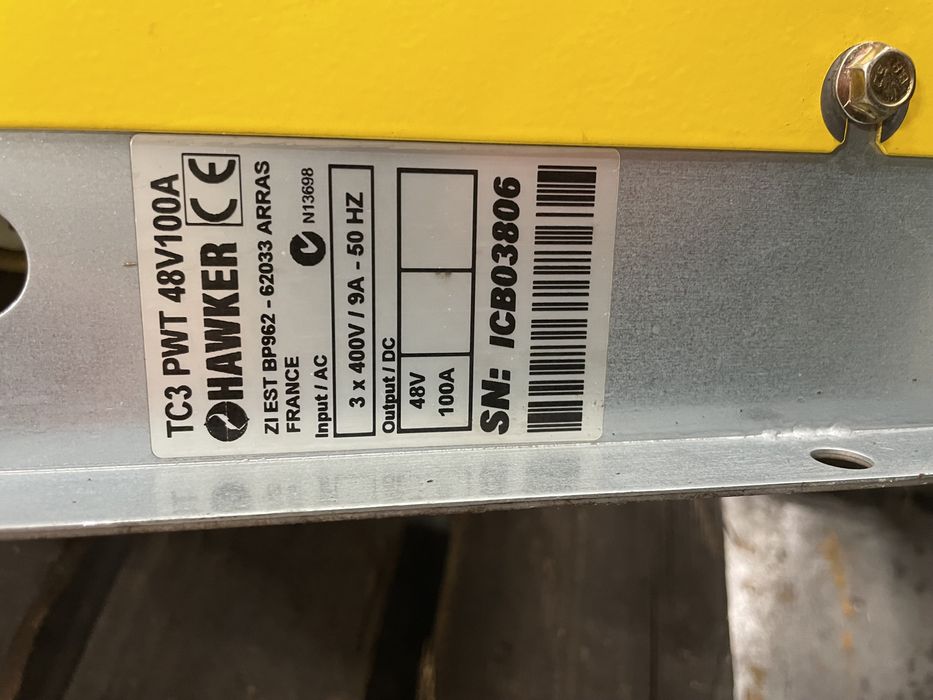 TC3 PWT 48V100A
HAWKER CE
ZI EST BP962 - 62033 ARRAS
FRANCE
N13698
Input / AC
3 x 400V / 9A - 50 HZ
Output / DC
48V
100A
SN: ICB03806